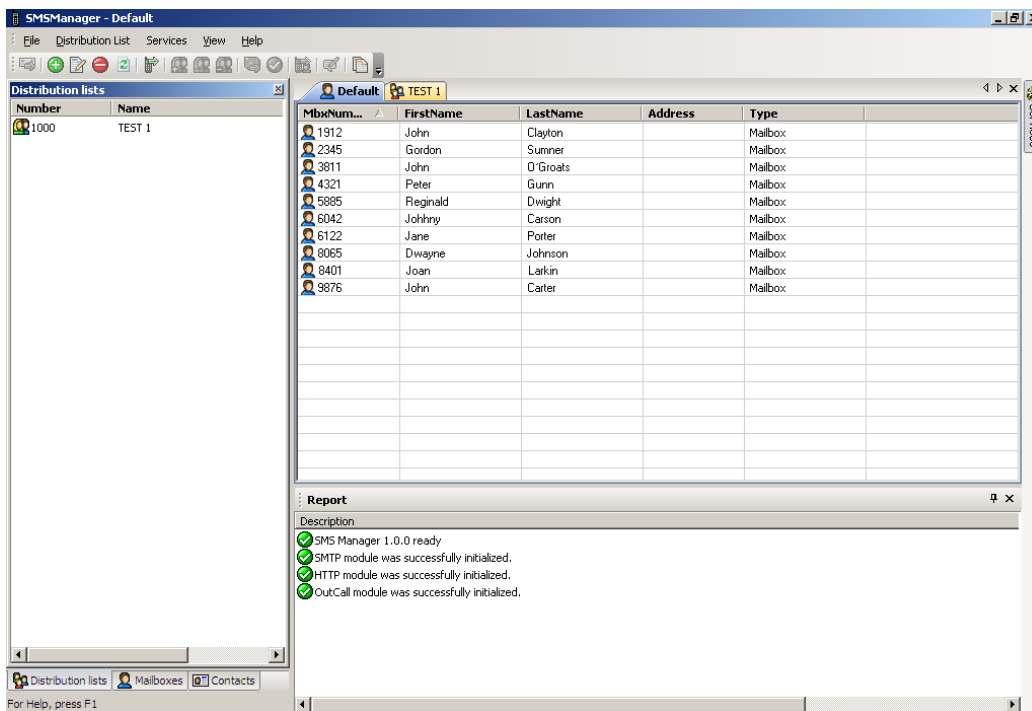 SMSManager - Default
File Distribution List Services View Help
Distribution lists
Number Name
1000 TEST 1
Default TEST 1
MbxNum... FirstName LastName Address Type
1912 John Clayton Mailbox
2345 Gordon Sumner Mailbox
3811 John O'Groats Mailbox
4321 Peter Gunn Mailbox
5885 Reginald Dwight Mailbox
6042 Johhny Carson Mailbox
6122 Jane Porter Mailbox
8065 Dwayne Johnson Mailbox
8401 Joan Larkin Mailbox
9876 John Carter Mailbox
Report
Description
SMS Manager 1.0.0 ready
SMTP module was successfully initialized.
HTTP module was successfully initialized.
OutCall module was successfully initialized.
Distribution lists Mailboxes Contacts
For Help, press F1